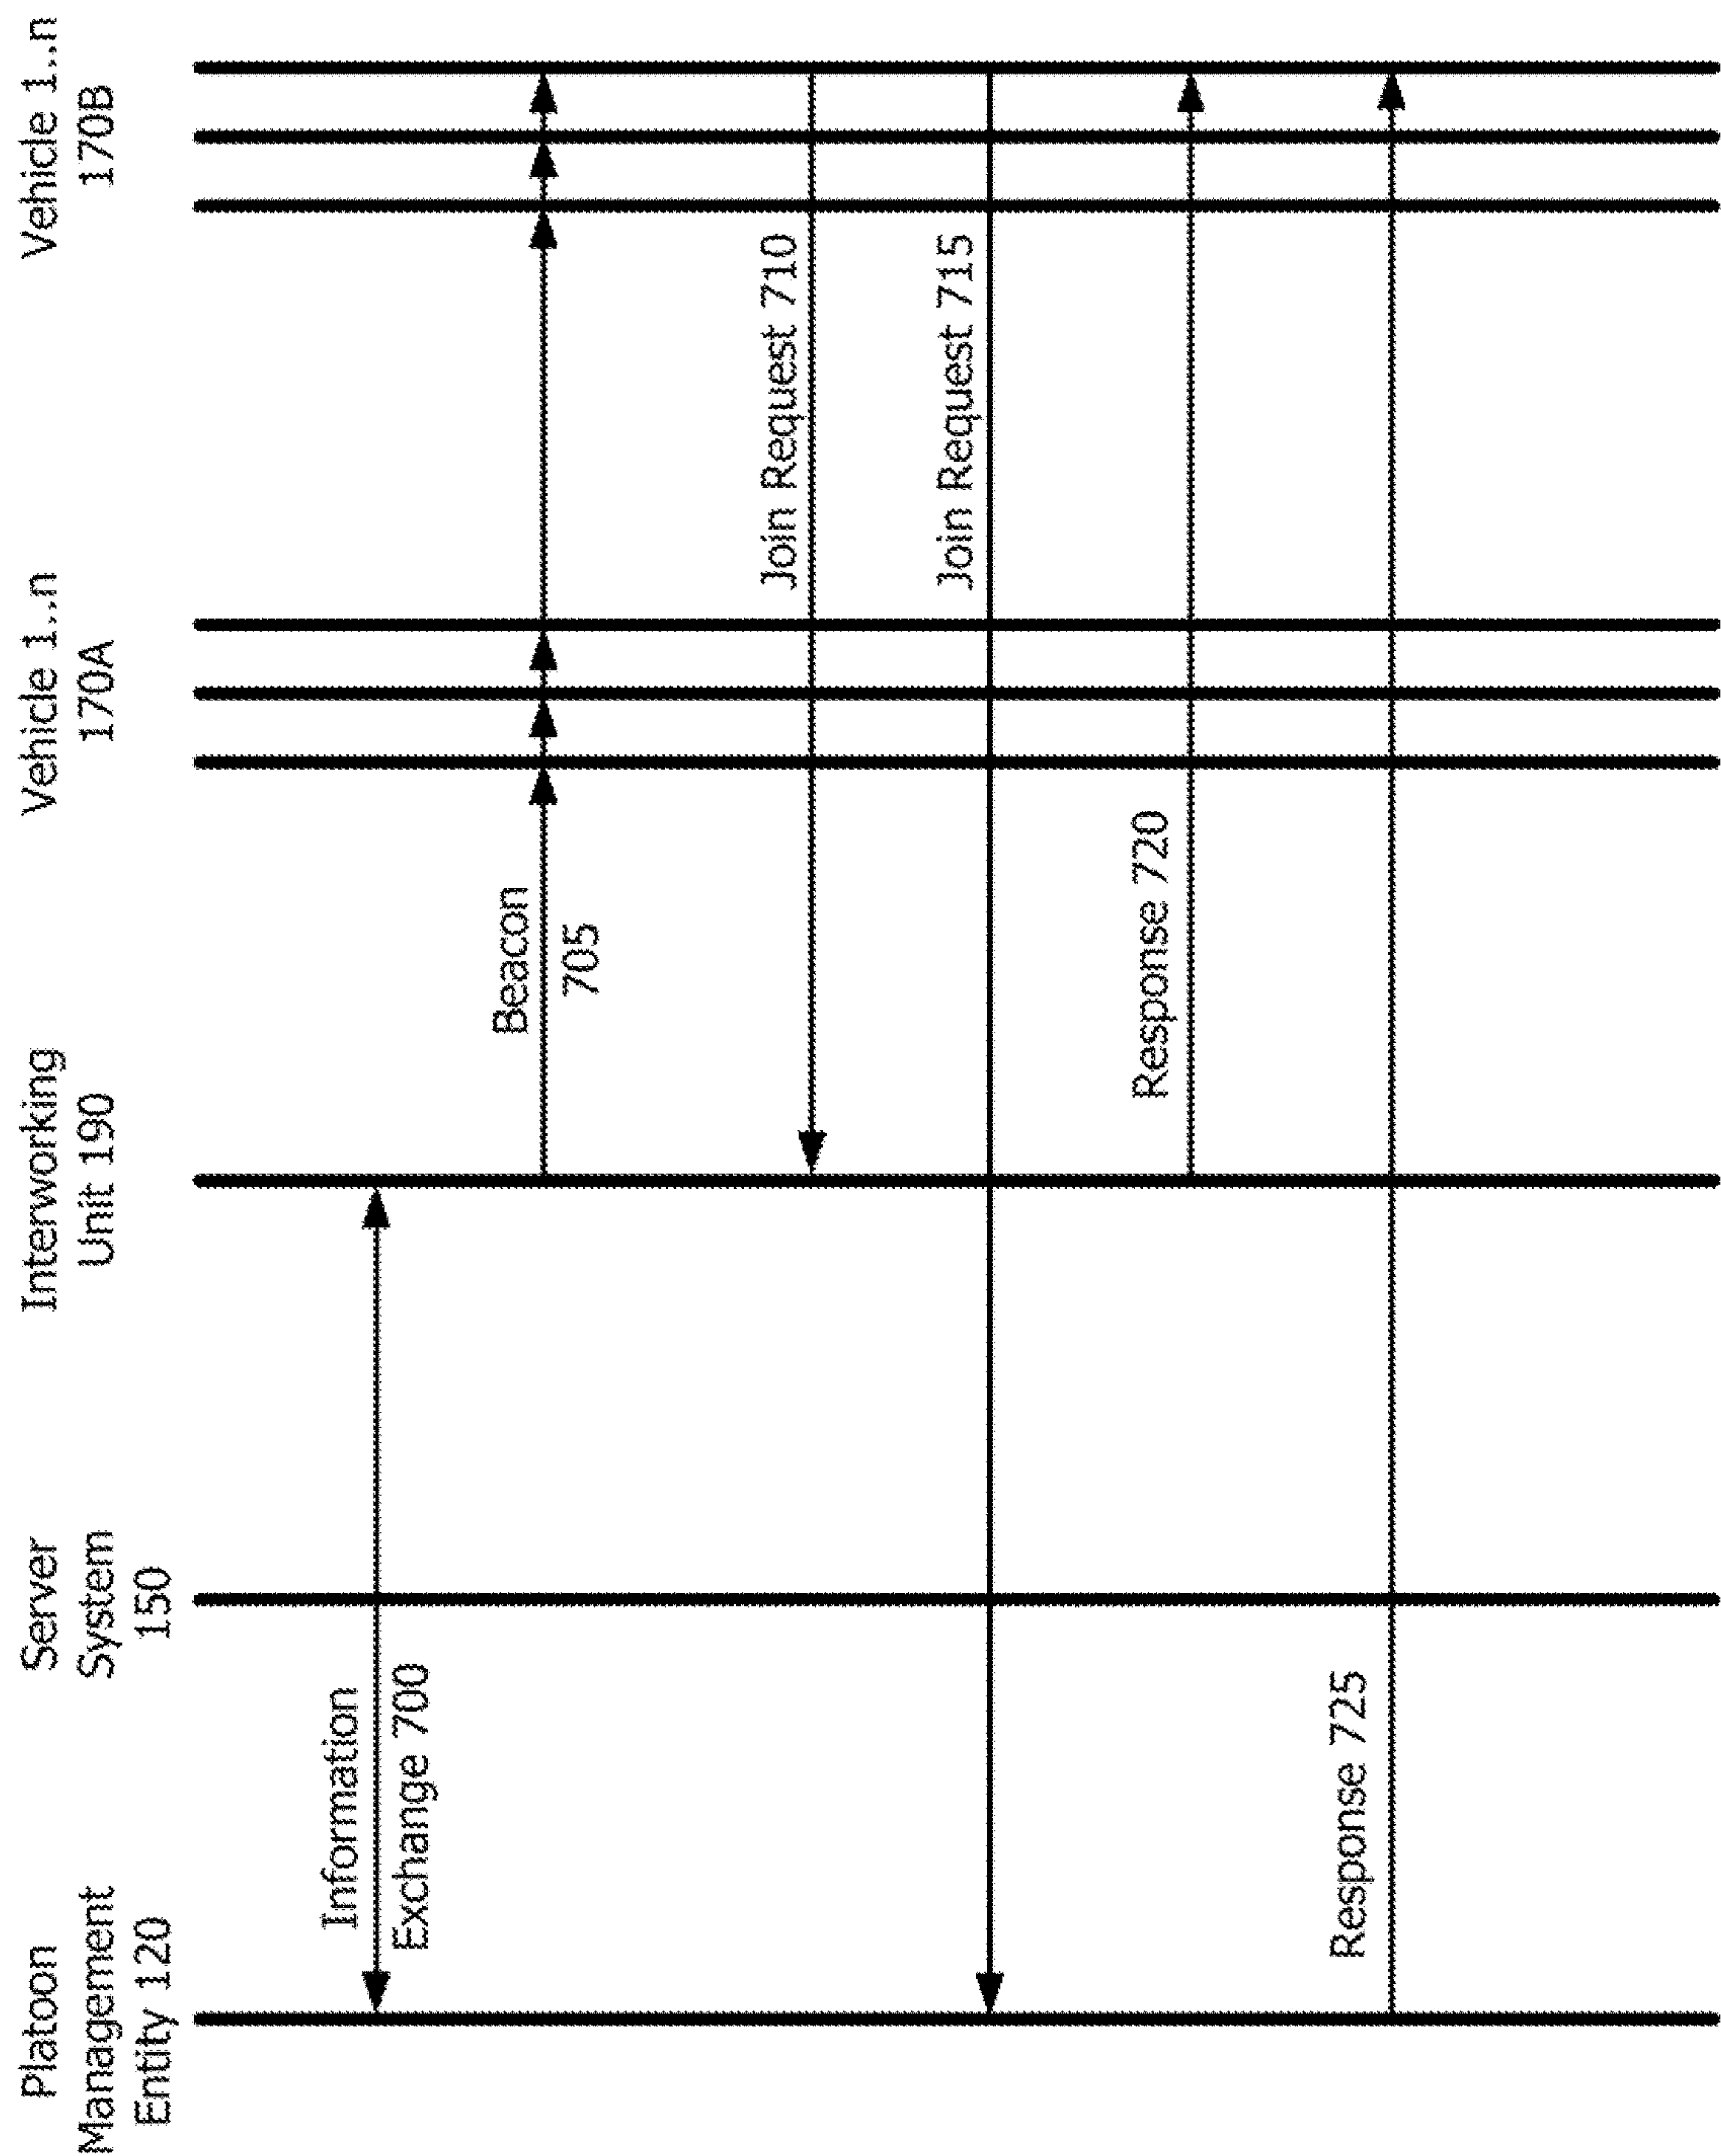 Platoon
Management
Entity 120
Server
System
150
Interworking
Unit 190
Vehicle 1..n
170A
Vehicle 1..n
170B
Information
Exchange 700
Beacon
705
Join Request 710
Join Request 715
Response 720
Response 725